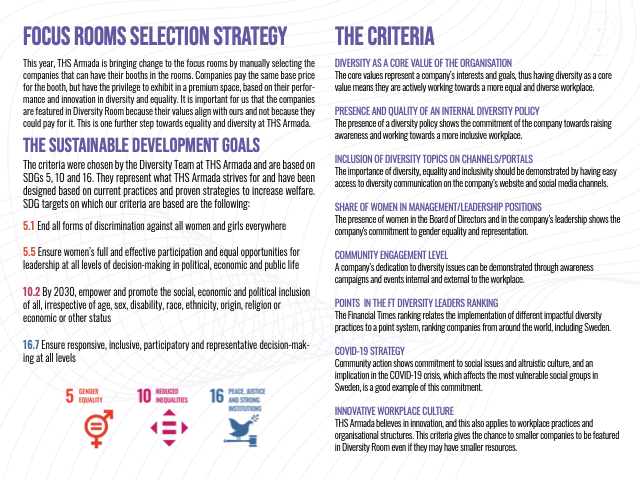 FOCUS ROOMS SELECTION STRATEGY
This year, THS Armada is bringing change to the focus rooms by manually selecting the
companies that can have their booths in the rooms. Companies pay the same base price
for the booth, but have the privilege to exhibit in a premium space, based on their perfor-
mance and innovation in diversity and equality. It is important for us that the companies
are featured in Diversity Room because their values align with ours and not because they
could pay for it. This is one further step towards equality and diversity at THS Armada.
THE SUSTAINABLE DEVELOPMENT GOALS
The criteria were chosen by the Diversity Team at THS Armada and are based on
SDGs 5, 10 and 16. They represent what THS Armada strives for and have been
designed based on current practices and proven strategies to increase welfare.
SDG targets on which our criteria are based are the following:
5.1 End all forms of discrimination against all women and girls everywhere
5.5 Ensure women's full and effective participation and equal opportunities for
leadership at all levels of decision-making in political, economic and public life
10.2 By 2030, empower and promote the social, economic and political inclusion
of all, irrespective of age, sex, disability, race, ethnicity, origin, religion or
economic or other status
16.7 Ensure responsive, inclusive, participatory and representative decision-mak-
ing at all levels
5 GENDER
EQUALITY
10 REDUCED
INEQUALITIES
16 PEACE, JUSTICE
AND STRONG
INSTITUTIONS
THE CRITERIA
DIVERSITY AS A CORE VALUE OF THE ORGANISATION
The core values represent a company's interests and goals, thus having diversity as a core
value means they are actively working towards a more equal and diverse workplace.
PRESENCE AND QUALITY OF AN INTERNAL DIVERSITY POLICY
The presence of a diversity policy shows the commitment of the company towards raising
awareness and working towards a more inclusive workplace.
INCLUSION OF DIVERSITY TOPICS ON CHANNELS/PORTALS
The importance of diversity, equality and inclusivity should be demonstrated by having easy
access to diversity communication on the company's website and social media channels.
SHARE OF WOMEN IN MANAGEMENT/LEADERSHIP POSITIONS
The presence of women in the Board of Directors and in the company's leadership shows the
company's commitment to gender equality and representation.
COMMUNITY ENGAGEMENT LEVEL
A company's dedication to diversity issues can be demonstrated through awareness
campaigns and events internal and external to the workplace.
POINTS IN THE FT DIVERSITY LEADERS RANKING
The Financial Times ranking relates the implementation of different impactful diversity
practices to a point system, ranking companies from around the world, including Sweden.
COVID-19 STRATEGY
Community action shows commitment to social issues and altruistic culture, and an
implication in the COVID-19 crisis, which affects the most vulnerable social groups in
Sweden, is a good example of this commitment.
INNOVATIVE WORKPLACE CULTURE
THS Armada believes in innovation, and this also applies to workplace practices and
organisational structures. This criteria gives the chance to smaller companies to be featured
in Diversity Room even if they may have smaller resources.